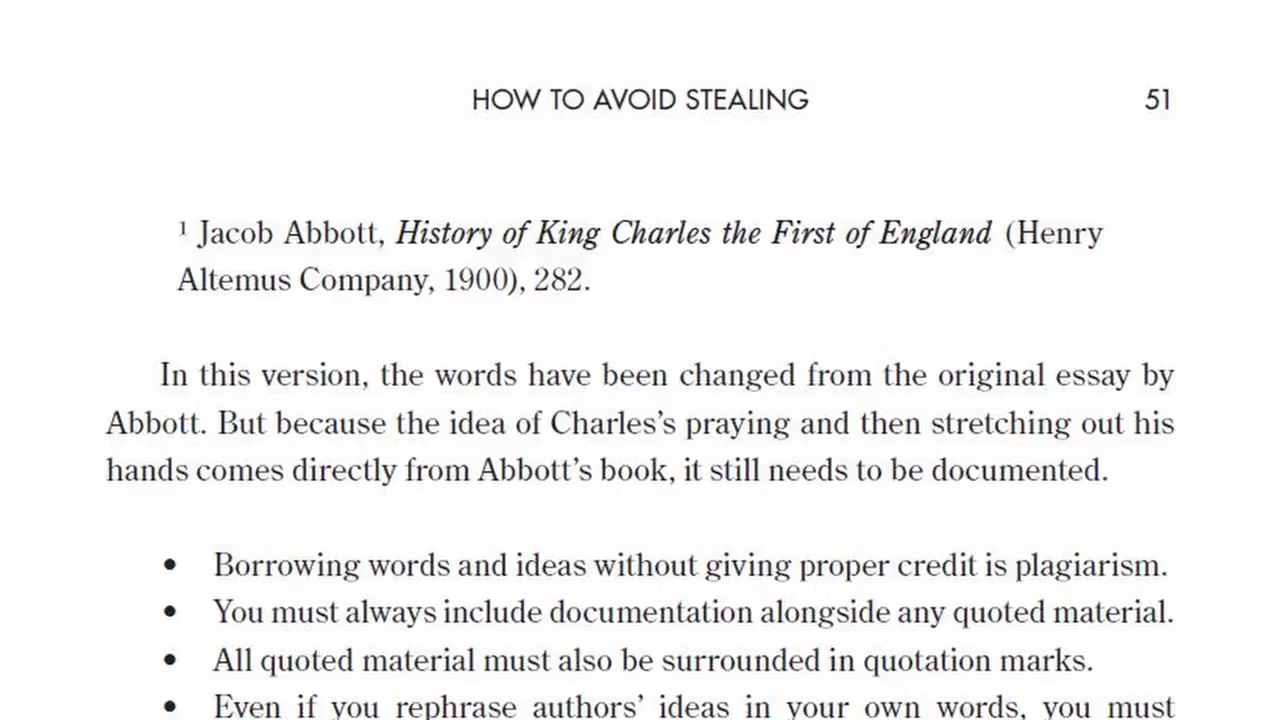 HOW TO AVOID STEALING 51
¹ Jacob Abbott, History of King Charles the First of England (Henry
Altemus Company, 1900), 282.
In this version, the words have been changed from the original essay by
Abbott. But because the idea of Charles’s praying and then stretching out his
hands comes directly from Abbott’s book, it still needs to be documented.
• Borrowing words and ideas without giving proper credit is plagiarism.
• You must always include documentation alongside any quoted material.
• All quoted material must also be surrounded in quotation marks.
• Even if you rephrase authors’ ideas in your own words, you must